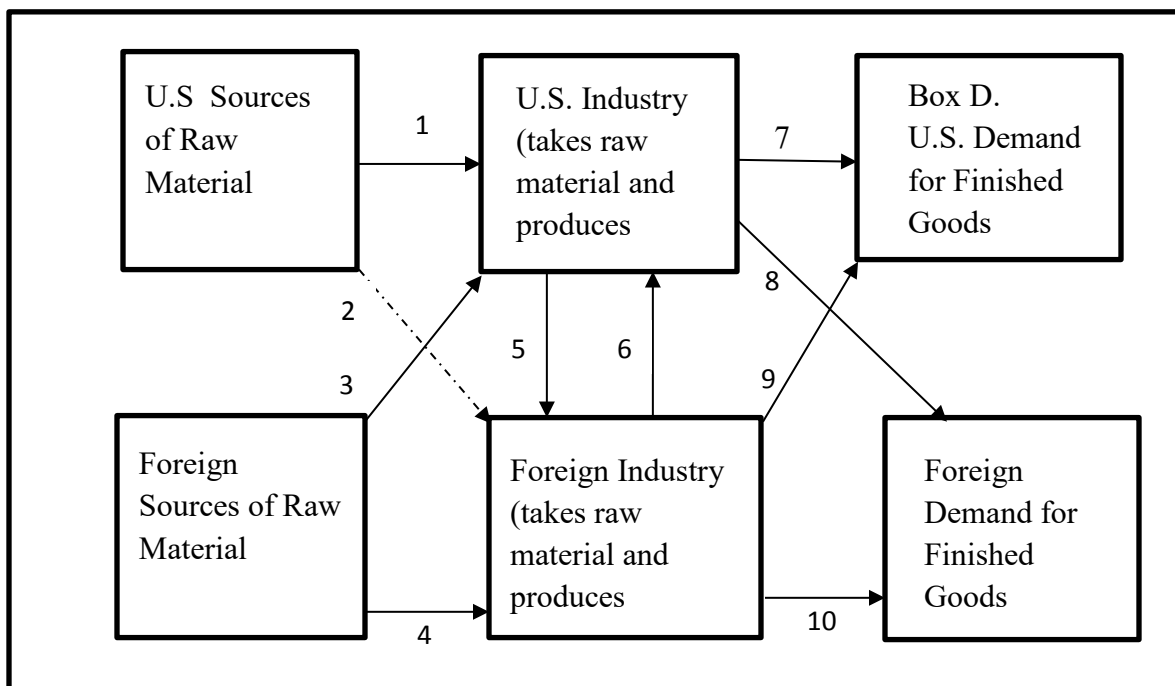 U.S Sources
of Raw
Material
1
U.S. Industry
(takes raw
material and
produces
7
Box D.
U.S. Demand
for Finished
Goods
2
3
5
6
8
9
Foreign
Sources of Raw
Material
4
Foreign Industry
(takes raw
material and
produces
10
Foreign
Demand for
Finished
Goods